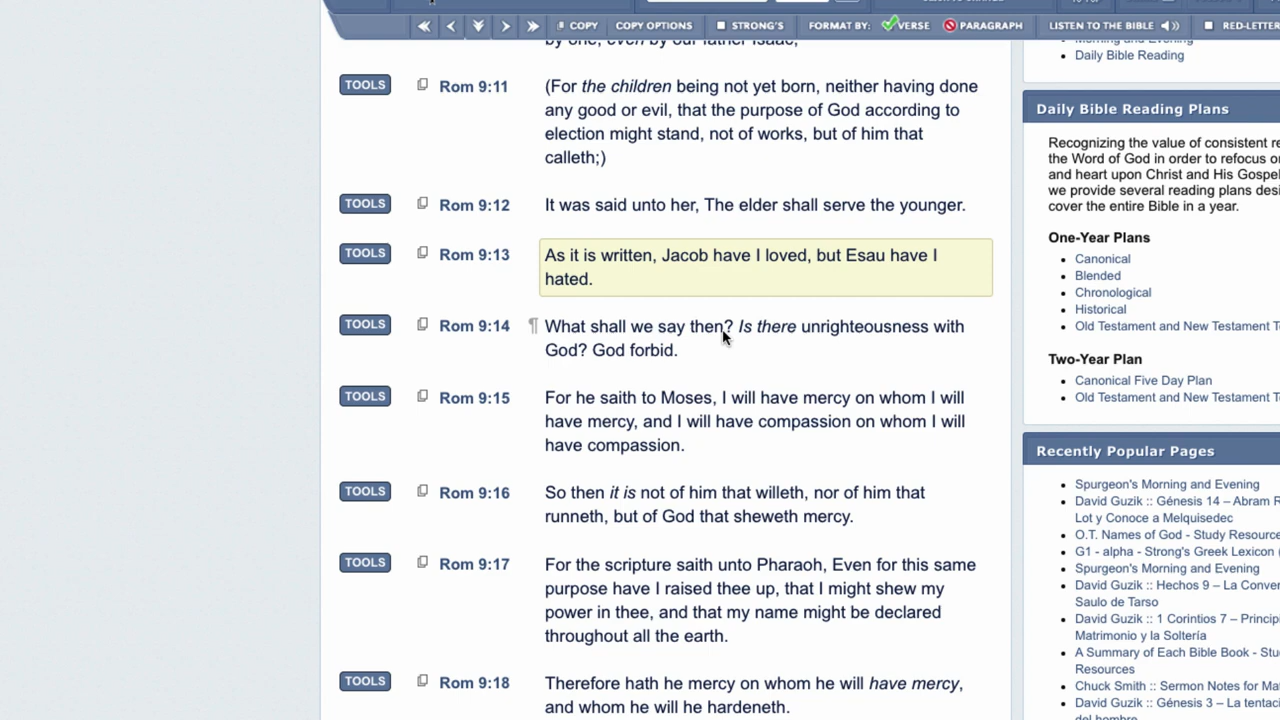 COPY COPY OPTIONS STRONG'S FORMAT BY: VERSE PARAGRAPH LISTEN TO THE BIBLE
by one, even by our father Isaac;
TOOLS Rom 9:11 (For the children being not yet born, neither having done
any good or evil, that the purpose of God according to
election might stand, not of works, but of him that
calleth;)
TOOLS Rom 9:12 It was said unto her, The elder shall serve the younger.
TOOLS Rom 9:13 As it is written, Jacob have I loved, but Esau have I
hated.
TOOLS Rom 9:14 ¶ What shall we say then? Is there unrighteousness with
God? God forbid.
TOOLS Rom 9:15 For he saith to Moses, I will have mercy on whom I will
have mercy, and I will have compassion on whom I will
have compassion.
TOOLS Rom 9:16 So then it is not of him that willeth, nor of him that
runneth, but of God that sheweth mercy.
TOOLS Rom 9:17 For the scripture saith unto Pharaoh, Even for this same
purpose have I raised thee up, that I might shew my
power in thee, and that my name might be declared
throughout all the earth.
TOOLS Rom 9:18 Therefore hath he mercy on whom he will have mercy,
and whom he will he hardeneth.
Morning and Evening
Daily Bible Reading
Daily Bible Reading Plans
Recognizing the value of consistent
the Word of God in order to refocus
and heart upon Christ and His Gospel
we provide several reading plans
cover the entire Bible in a year.
One-Year Plans
Canonical
Blended
Chronological
Historical
Old Testament and New Testament
Two-Year Plan
Canonical Five Day Plan
Old Testament and New Testament
Recently Popular Pages
Spurgeon's Morning and Evening
David Guzik :: Génesis 14 – Abram
Lot y Conoce a Melquisedec
O.T. Names of God - Study
G1 - alpha - Strong's Greek Lexicon
Spurgeon's Morning and Evening
David Guzik :: Hechos 9 – La
Saulo de Tarso
David Guzik :: 1 Corintios 7 –
Matrimonio y la Soltería
A Summary of Each Bible Book -
Resources
Chuck Smith :: Sermon Notes for
David Guzik :: Génesis 3 – La
del hombre